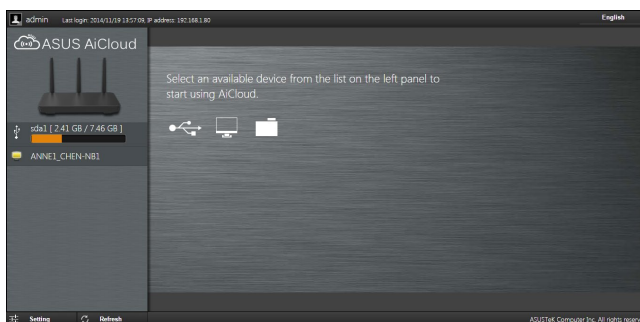 admin Last login: 2014/11/19 13:57:09, IP address: 192.168.1.80
English
ASUS AiCloud
Select an available device from the list on the left panel to
start using AiCloud.
sda1 [ 2.41 GB / 7.46 GB ]
ANNE1_CHEN-NB1
Setting Refresh
ASUSTeK Computer Inc. All rights reserv